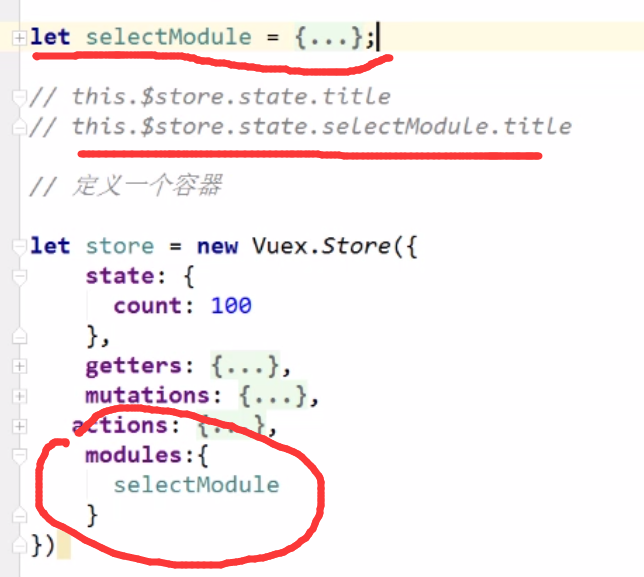 let selectModule = {...};
// this.$store.state.title
// this.$store.state.selectModule.title
// 定义一个容器
let store = new Vuex.Store({
state: {
count: 100
},
getters: {...},
mutations: {...},
actions: {...},
modules:{
selectModule
}
})